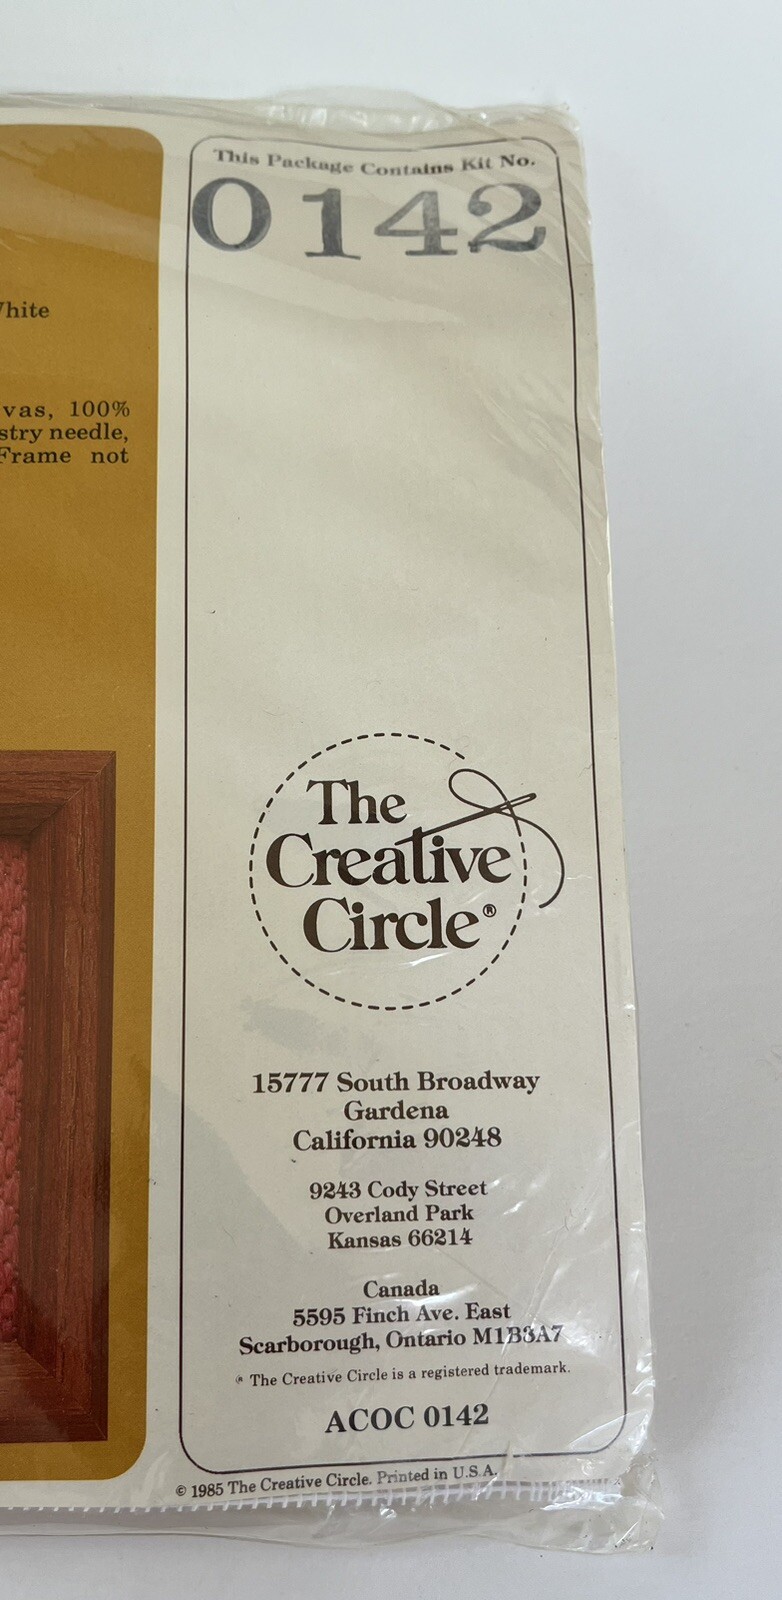 This Package Contains Kit No.
0142
White
vas, 100%
stry needle,
Frame not
The
Creative
Circle®
15777 South Broadway
Gardena
California 90248
9243 Cody Street
Overland Park
Kansas 66214
Canada
5595 Finch Ave. East
Scarborough, Ontario M1B3A7
® The Creative Circle is a registered trademark.
ACOC 0142
© 1985 The Creative Circle. Printed in U.S.A.